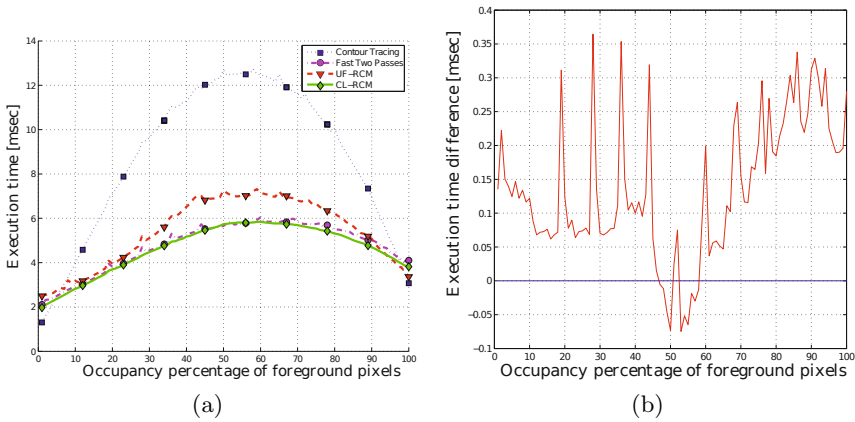 14
12
10
8
6
4
2
0
Execution time [msec]
Contour Tracing
Fast Two Passes
UF-RCM
CL-RCM
0 10 20 30 40 50 60 70 80 90 100
Occupancy percentage of foreground pixels
(a)
0.4
0.35
0.3
0.25
0.2
0.15
0.1
0.05
0
-0.05
-0.1
Execution time difference [msec]
0 10 20 30 40 50 60 70 80 90 100
Occupancy percentage of foreground pixels
(b)